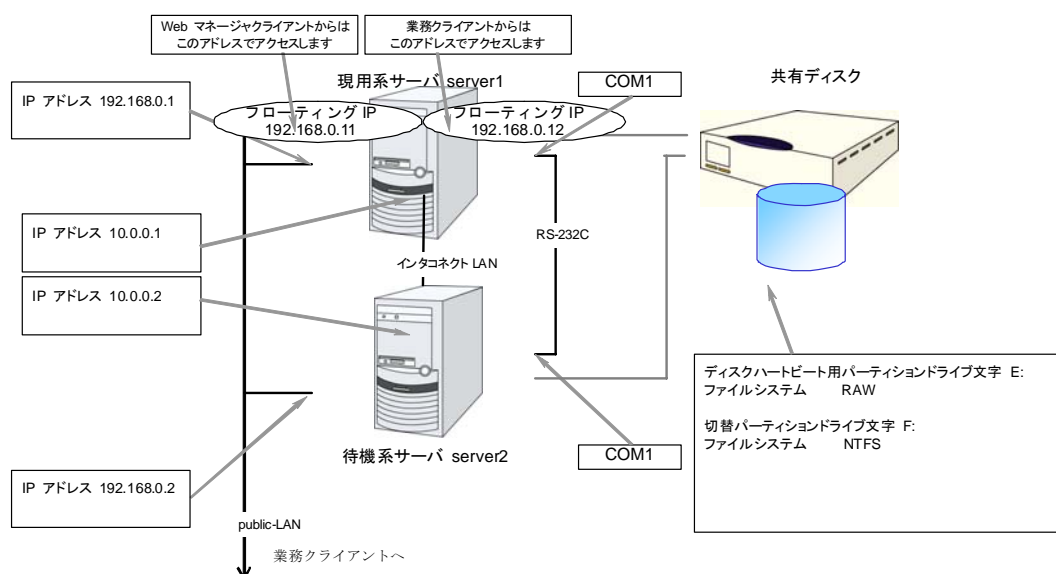 Web マネージャクライアントからは
このアドレスでアクセスします
業務クライアントからは
このアドレスでアクセスします
現用系サーバ server1
COM1
共有ディスク
IP アドレス 192.168.0.1
フローティング IP
192.168.0.11
フローティング IP
192.168.0.12
IP アドレス 10.0.0.1
RS-232C
インタコネクト LAN
IP アドレス 10.0.0.2
ディスクハートビート用パーティションドライブ文字 E:
ファイルシステム RAW
切替パーティションドライブ文字 F:
ファイルシステム NTFS
待機系サーバ server2
COM1
IP アドレス 192.168.0.2
public-LAN
業務クライアントへ